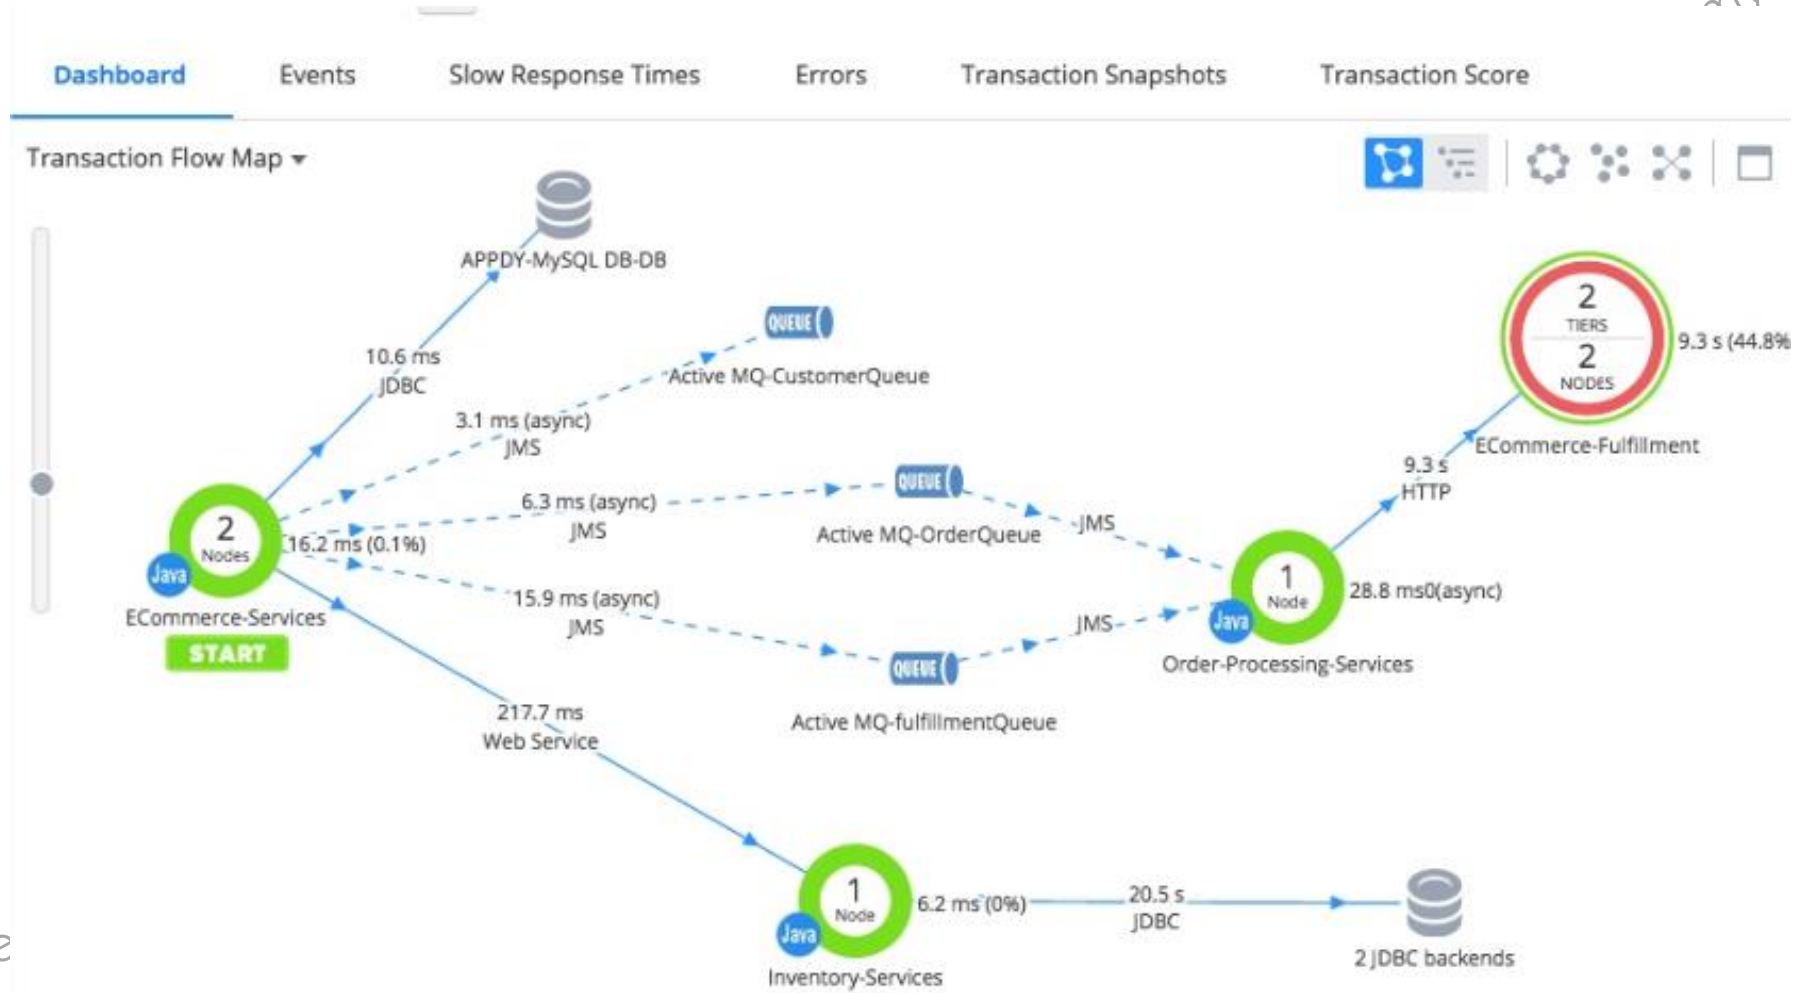 Dashboard Events Slow Response Times Errors Transaction Snapshots Transaction Score
Transaction Flow Map
APPDY-MySQL DB-DB
10.6 ms
JDBC
QUEUE
Active MQ-CustomerQueue
3.1 ms (async)
JMS
2
TIERS
2
NODES
9.3 s (44.8%
ECommerce-Fulfillment
9.3 s
HTTP
QUEUE
Active MQ-OrderQueue
6.3 ms (async)
JMS
JMS
2
Nodes
16.2 ms (0.1%)
Java
ECommerce-Services
START
15.9 ms (async)
JMS
QUEUE
Active MQ-fulfillmentQueue
JMS
1
Node
28.8 ms0(async)
Java
Order-Processing-Services
217.7 ms
Web Service
1
Node
6.2 ms (0%)
Java
Inventory-Services
20.5 s
JDBC
2 JDBC backends